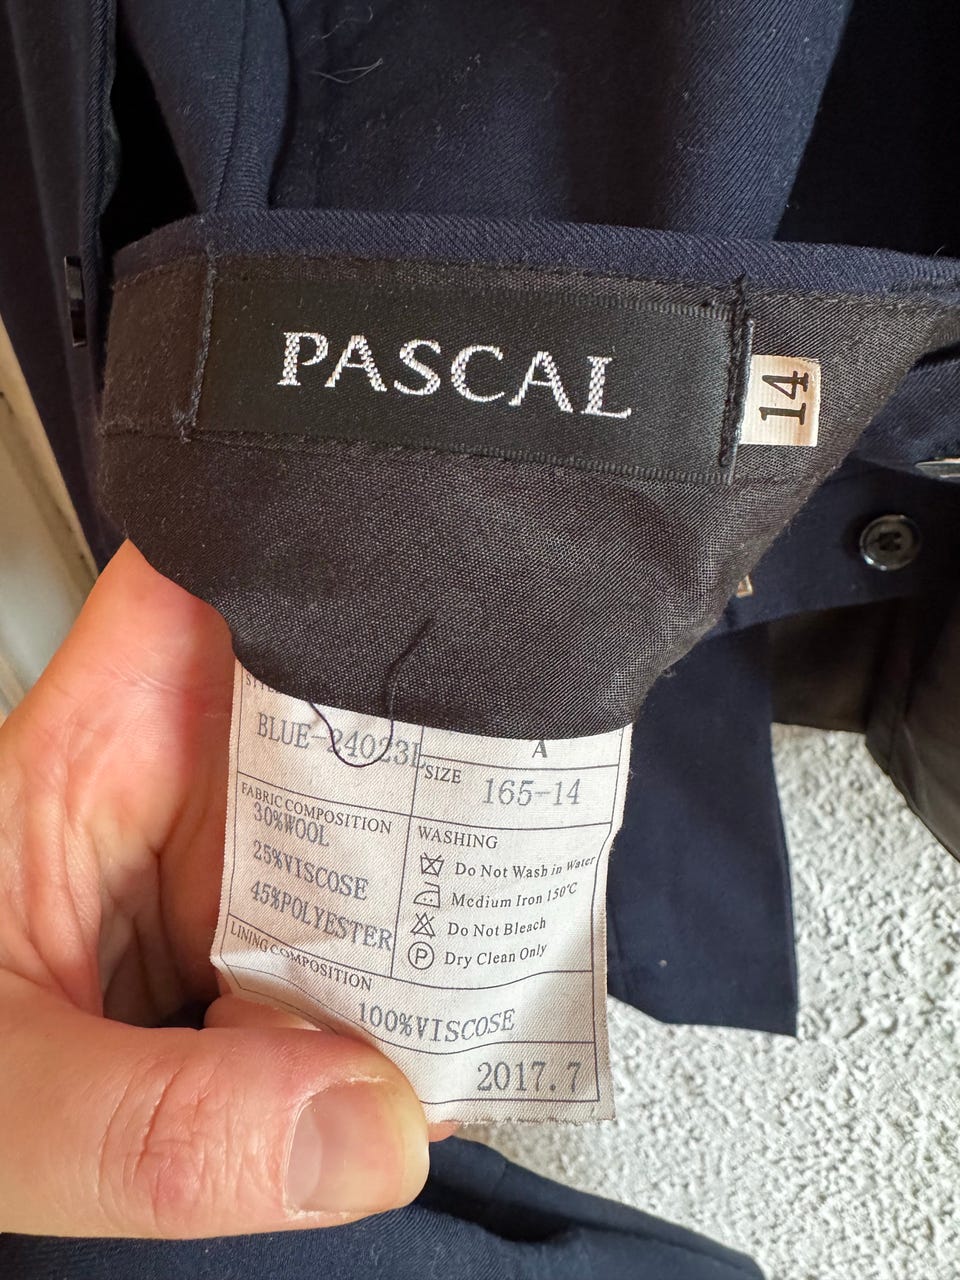 PASCAL
14
BLUE-24023L
A
SIZE
165-14
FABRIC COMPOSITION
30%WOOL
25%VISCOSE
45%POLYESTER
WASHING
Do Not Wash in Water
Medium Iron 150°C
Do Not Bleach
P Dry Clean Only
LINING COMPOSITION
100%VISCOSE
2017.7